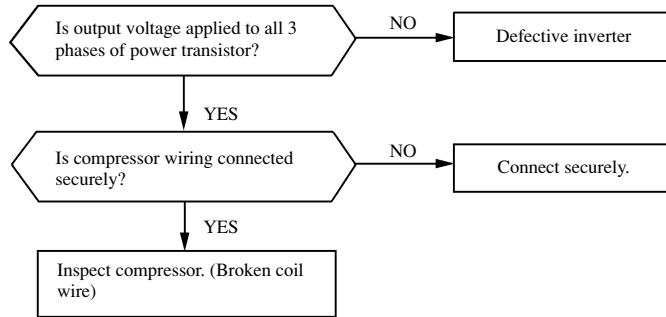 Is output voltage applied to all 3
phases of power transistor?
NO
Defective inverter
YES
Is compressor wiring connected
securely?
NO
Connect securely.
YES
Inspect compressor. (Broken coil
wire)